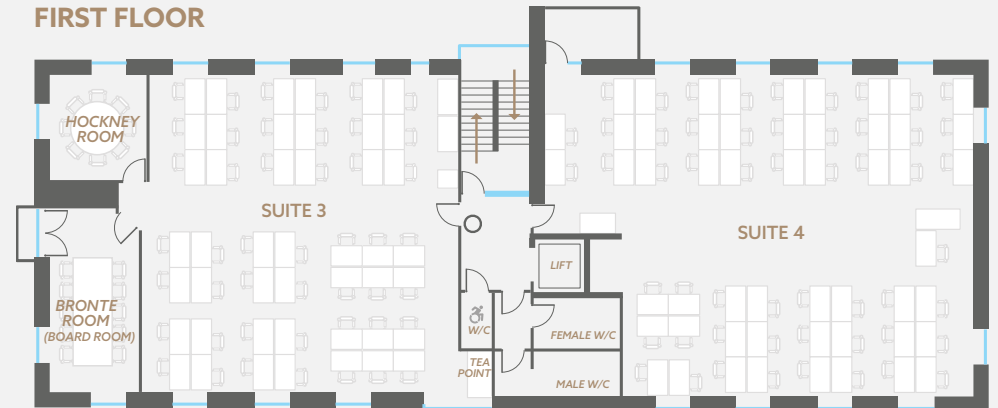 FIRST FLOOR
HOCKNEY
ROOM
SUITE 3
SUITE 4
LIFT
BRONTE
ROOM
(BOARD ROOM)
W/C
FEMALE W/C
TEA
POINT
MALE W/C